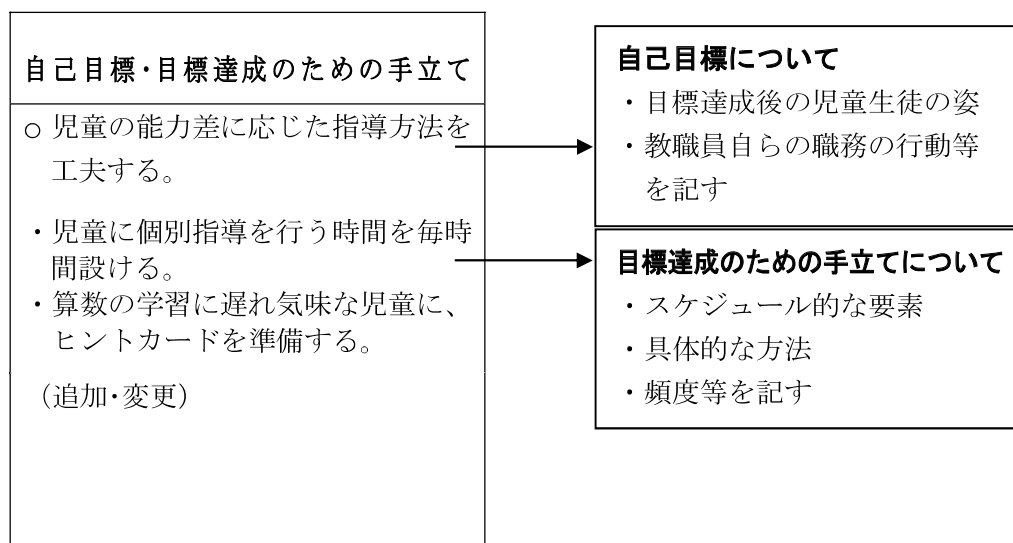 自己目標・目標達成のための手立て
○ 児童の能力差に応じた指導方法を
工夫する。
・児童に個別指導を行う時間を毎時
間設ける。
・算数の学習に遅れ気味な児童に、
ヒントカードを準備する。
（追加・変更）
自己目標について
・目標達成後の児童生徒の姿
・教職員自らの職務の行動等
を記す
目標達成のための手立てについて
・スケジュール的な要素
・具体的な方法
・頻度等を記す